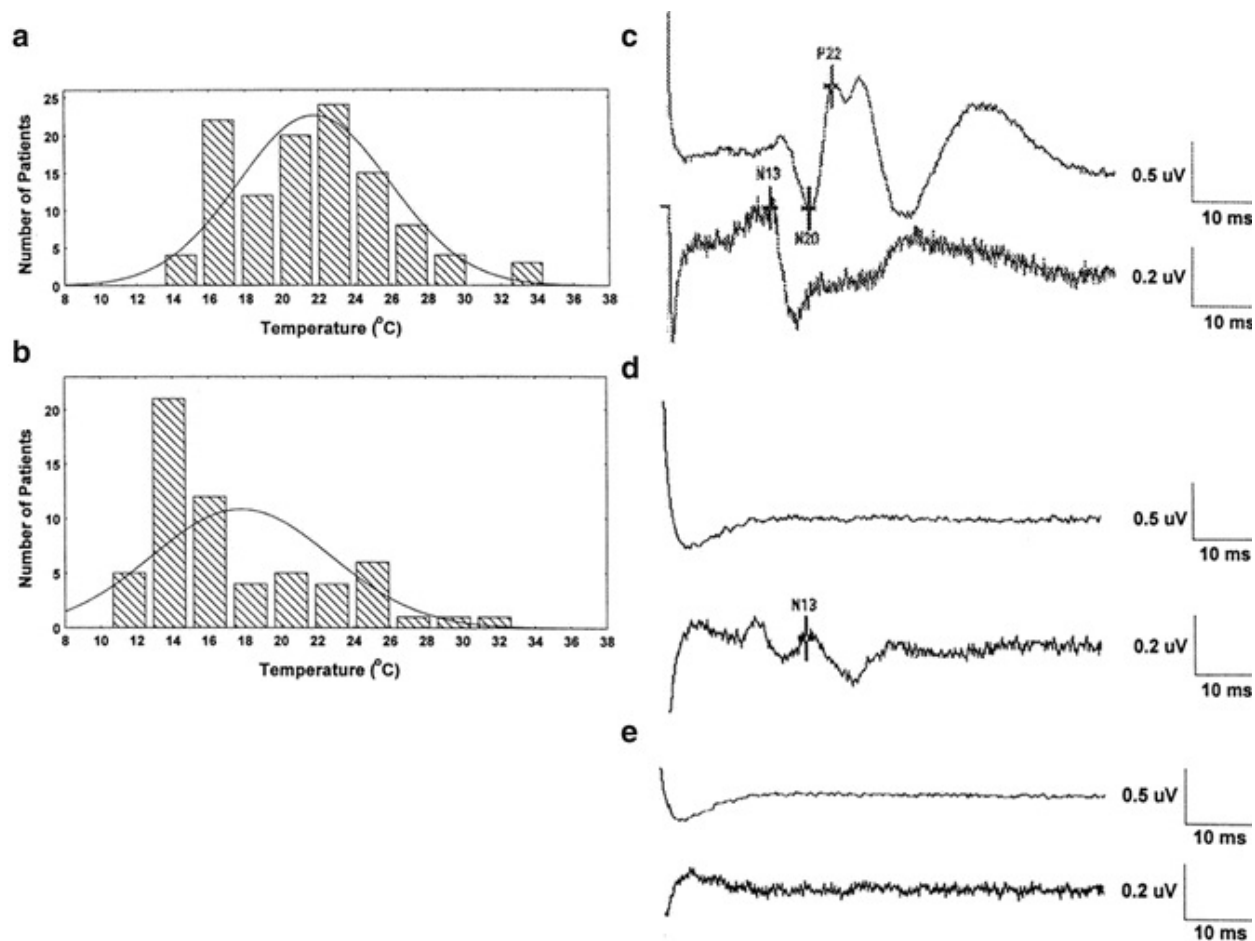 a
25
20
15
10
5
0
Number of Patients
8 10 12 14 16 18 20 22 24 26 28 30 32 34 36 38
Temperature (°C)
b
20
15
10
5
0
Number of Patients
8 10 12 14 16 18 20 22 24 26 28 30 32 34 36 38
Temperature (°C)
c
P22
N13
N20
0.5 uV
10 ms
0.2 uV
10 ms
d
0.5 uV
10 ms
N13
0.2 uV
10 ms
e
0.5 uV
10 ms
0.2 uV
10 ms